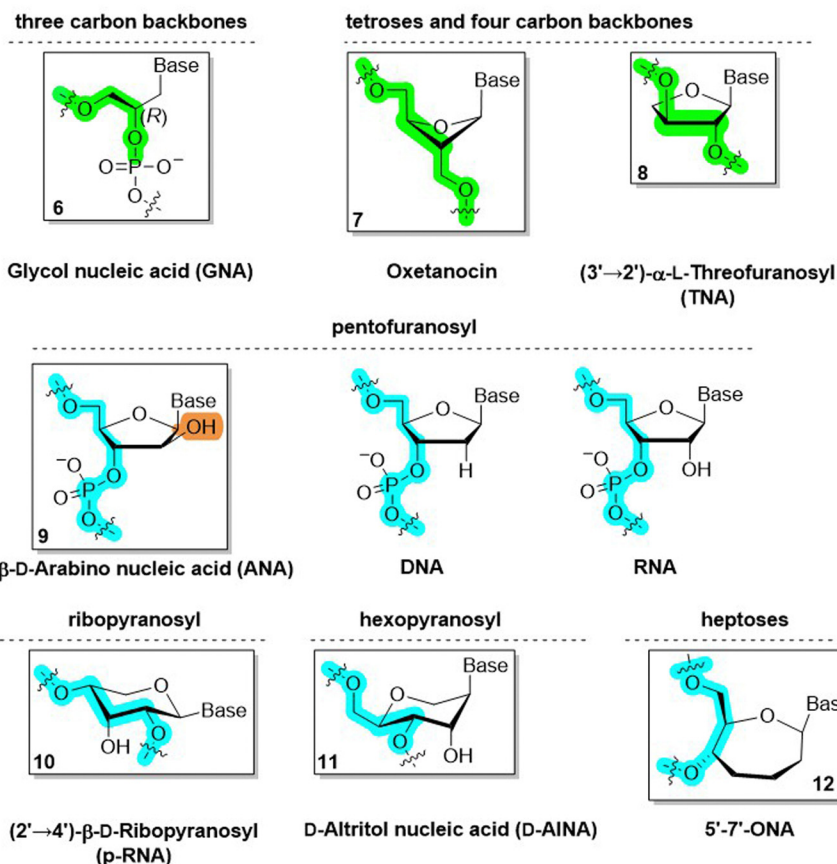 three carbon backbones
tetroses and four carbon backbones
Base
O
(R)
O
O=P-O⁻
O
6
Base
O
O
O
7
O
O
Base
O
8
Glycol nucleic acid (GNA)
Oxetanocin
(3'→2')-α-L-Threofuranosyl
(TNA)
pentofuranosyl
O
O
Base
OH
⁻O
O
O=P
O
9
O
O
Base
⁻O
O
H
O=P
O
O
O
Base
⁻O
O
OH
O=P
O
β-D-Arabino nucleic acid (ANA)
DNA
RNA
ribopyranosyl
hexopyranosyl
heptoses
O
O
Base
OH
O
10
O
O
Base
O
OH
11
O
O
Bas
O
12
(2'→4')-β-D-Ribopyranosyl
(p-RNA)
D-Altritol nucleic acid (D-AlNA)
5'-7'-ONA